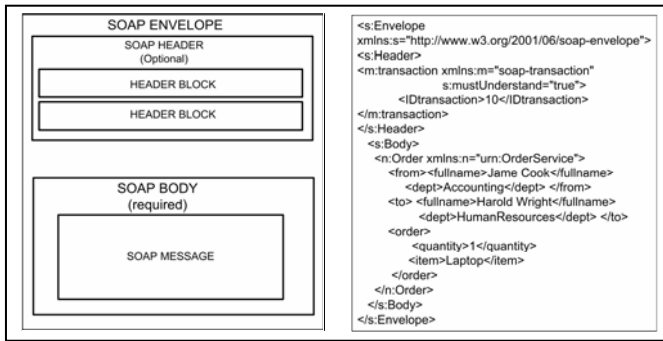 SOAP ENVELOPE
SOAP HEADER
(Optional)
HEADER BLOCK
HEADER BLOCK
SOAP BODY
(required)
SOAP MESSAGE
<s:Envelope
xmlns:s="http://www.w3.org/2001/06/soap-envelope">
<s:Header>
<m:transaction xmlns:m="soap-transaction"
s:mustUnderstand="true">
<IDtransaction>10</IDtransaction>
</m:transaction>
</s:Header>
<s:Body>
<n:Order xmlns:n="urn:OrderService">
<from><fullname>Jame Cook</fullname>
<dept>Accounting</dept> </from>
<to> <fullname>Harold Wright</fullname>
<dept>HumanResources</dept> </to>
<order>
<quantity>1</quantity>
<item>Laptop</item>
</order>
</n:Order>
</s:Body>
</s:Envelope>